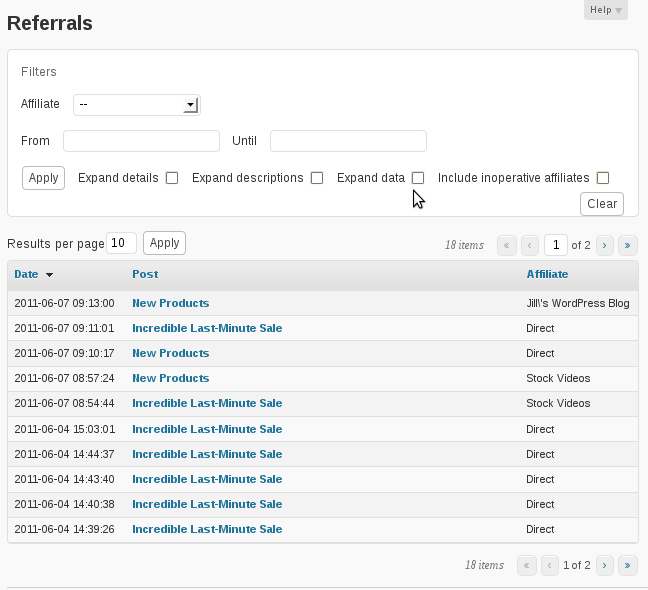 Help
Referrals
Filters
Affiliate --
From Until
Apply Expand details Expand descriptions Expand data Include inoperative affiliates
Clear
Results per page 10 Apply 18 items « ‹ 1 of 2 › »
Date Post Affiliate
2011-06-07 09:13:00 New Products Jill\'s WordPress Blog
2011-06-07 09:11:01 Incredible Last-Minute Sale Direct
2011-06-07 09:10:17 New Products Direct
2011-06-07 08:57:24 New Products Stock Videos
2011-06-07 08:54:44 Incredible Last-Minute Sale Stock Videos
2011-06-04 15:03:01 Incredible Last-Minute Sale Direct
2011-06-04 14:44:37 Incredible Last-Minute Sale Direct
2011-06-04 14:43:40 Incredible Last-Minute Sale Direct
2011-06-04 14:40:38 Incredible Last-Minute Sale Direct
2011-06-04 14:39:26 Incredible Last-Minute Sale Direct
18 items « ‹ 1 of 2 › »